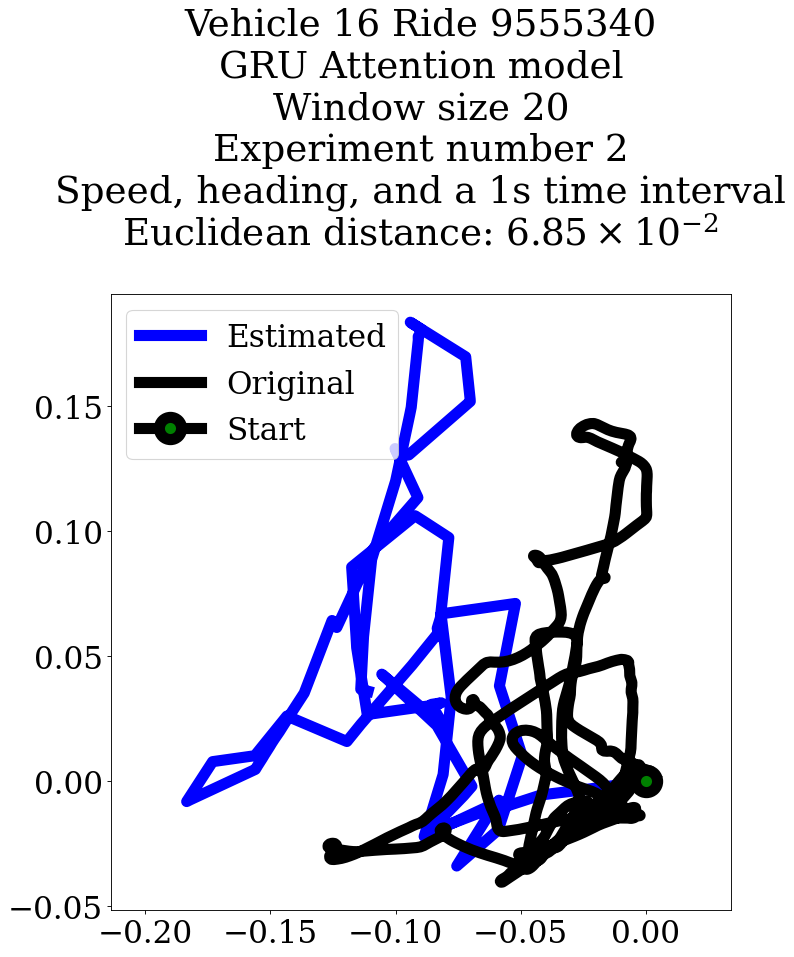 Vehicle 16 Ride 9555340
GRU Attention model
Window size 20
Experiment number 2
Speed, heading, and a 1s time interval
Euclidean distance: 6.85 × 10⁻²
Estimated
Original
Start
0.15
0.10
0.05
0.00
−0.05
−0.20 −0.15 −0.10 −0.05 0.00